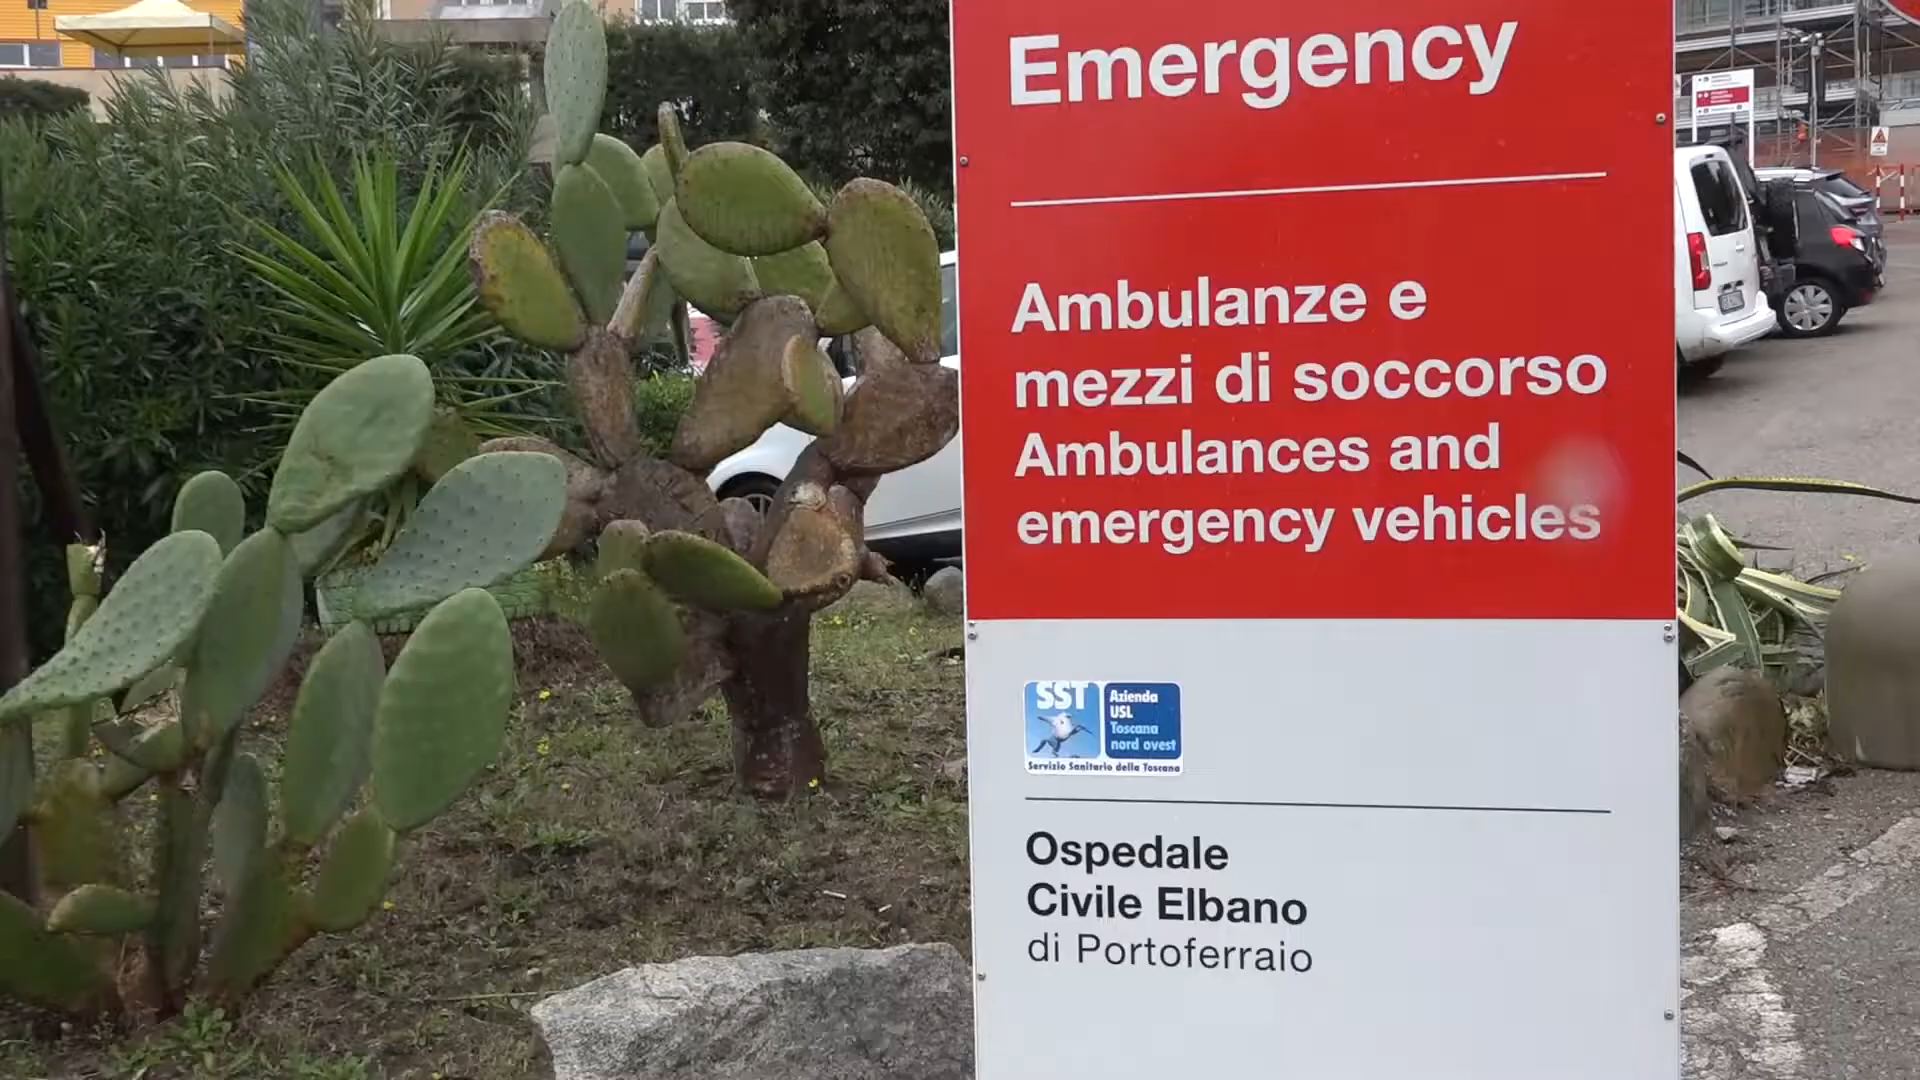 Emergency
Ambulanze e
mezzi di soccorso
Ambulances and
emergency vehicles
SST
Azienda
USL
Toscana
nord ovest
Servizio Sanitario della Toscana
Ospedale
Civile Elbano
di Portoferraio